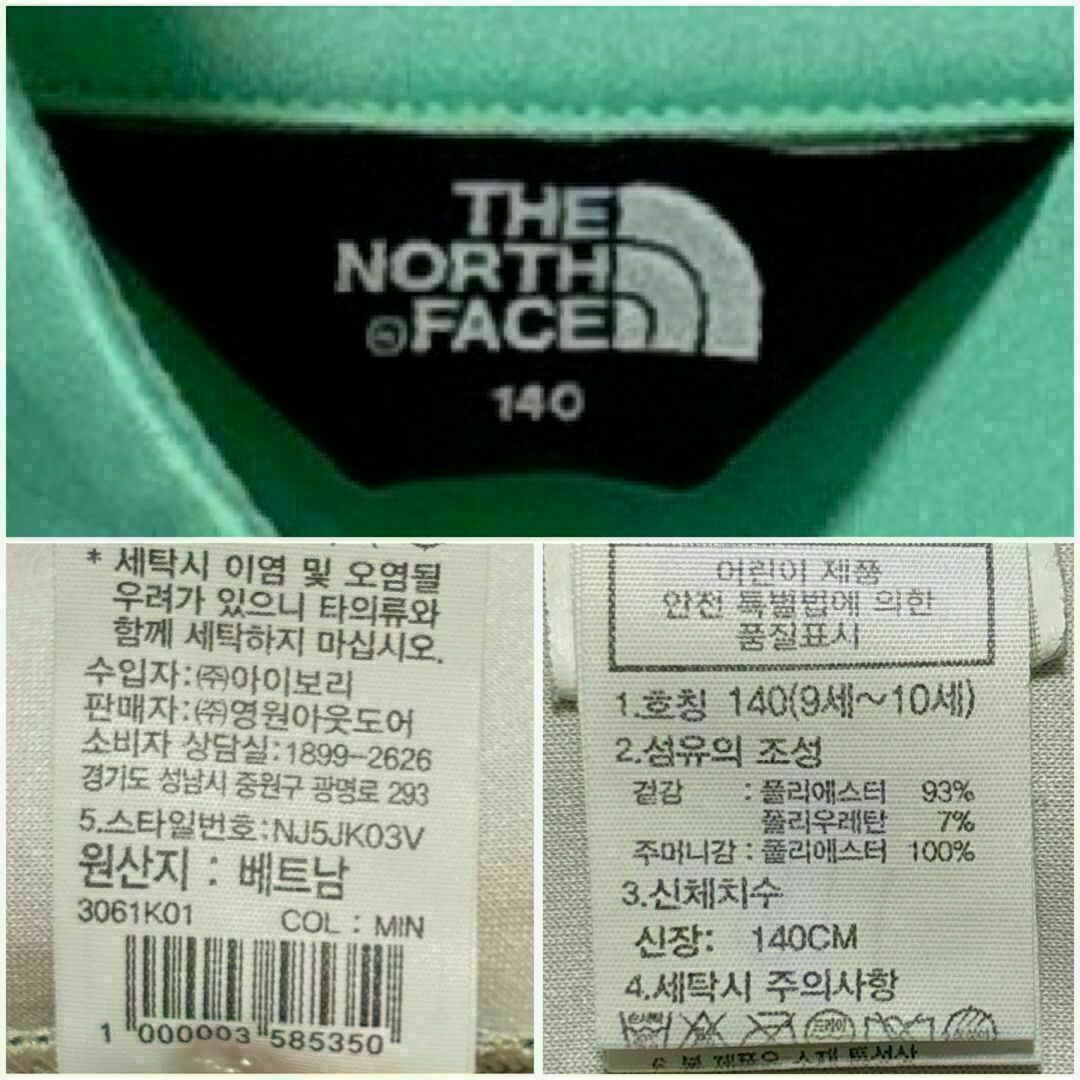 THE
NORTH
FACE
140
* 세탁시 이염 및 오염될
우려가 있으니 타의류와
함께 세탁하지 마십시오.
수입자:㈜아이보리
판매자:㈜영원아웃도어
소비자 상담실:1899-2626
경기도 성남시 중원구 광명로 293
5.스타일번호:NJ5JK03V
원산지 : 베트남
3061K01 COL : MIN
1 000003 585350
어린이 제품
안전 특별법에 의한
품질표시
1.호칭 140(9세~10세)
2.섬유의 조성
겉감 : 폴리에스터 93%
폴리우레탄 7%
주머니감 : 폴리에스터 100%
3.신체치수
신장: 140CM
4.세탁시 주의사항
드라이